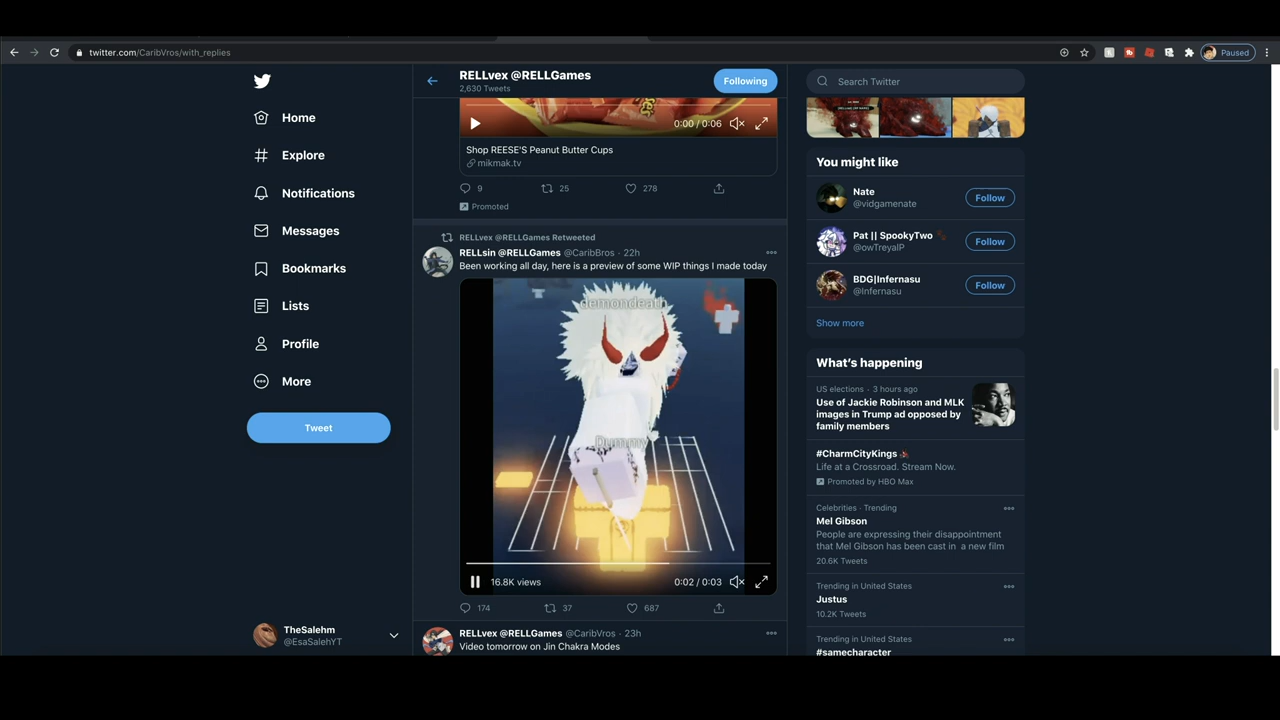 twitter.com/CaribVros/with_replies
Paused
Home
Explore
Notifications
Messages
Bookmarks
Lists
Profile
More
Tweet
TheSalehm
@EsaSalehYT
RELLvex @RELLGames
2,630 Tweets
Following
0:00 / 0:06
Shop REESE'S Peanut Butter Cups
mikmak.tv
9 25 278
Promoted
RELLvex @RELLGames Retweeted
RELLsin @RELLGames @CaribBros · 22h
Been working all day, here is a preview of some WIP things I made today
demondeath
Dummy
16.8K views 0:02 / 0:03
174 37 687
RELLvex @RELLGames @CaribVros · 23h
Video tomorrow on Jin Chakra Modes
Search Twitter
You might like
Nate
@vidgamenate
Follow
Pat || SpookyTwo
@owTreyalP
Follow
BDG|Infernasu
@Infernasu
Follow
Show more
What's happening
US elections · 3 hours ago
Use of Jackie Robinson and MLK
images in Trump ad opposed by
family members
#CharmCityKings
Life at a Crossroad. Stream Now.
Promoted by HBO Max
Celebrities · Trending
Mel Gibson
People are expressing their disappointment
that Mel Gibson has been cast in a new film
20.6K Tweets
Trending in United States
Justus
10.2K Tweets
Trending in United States
#samecharacter